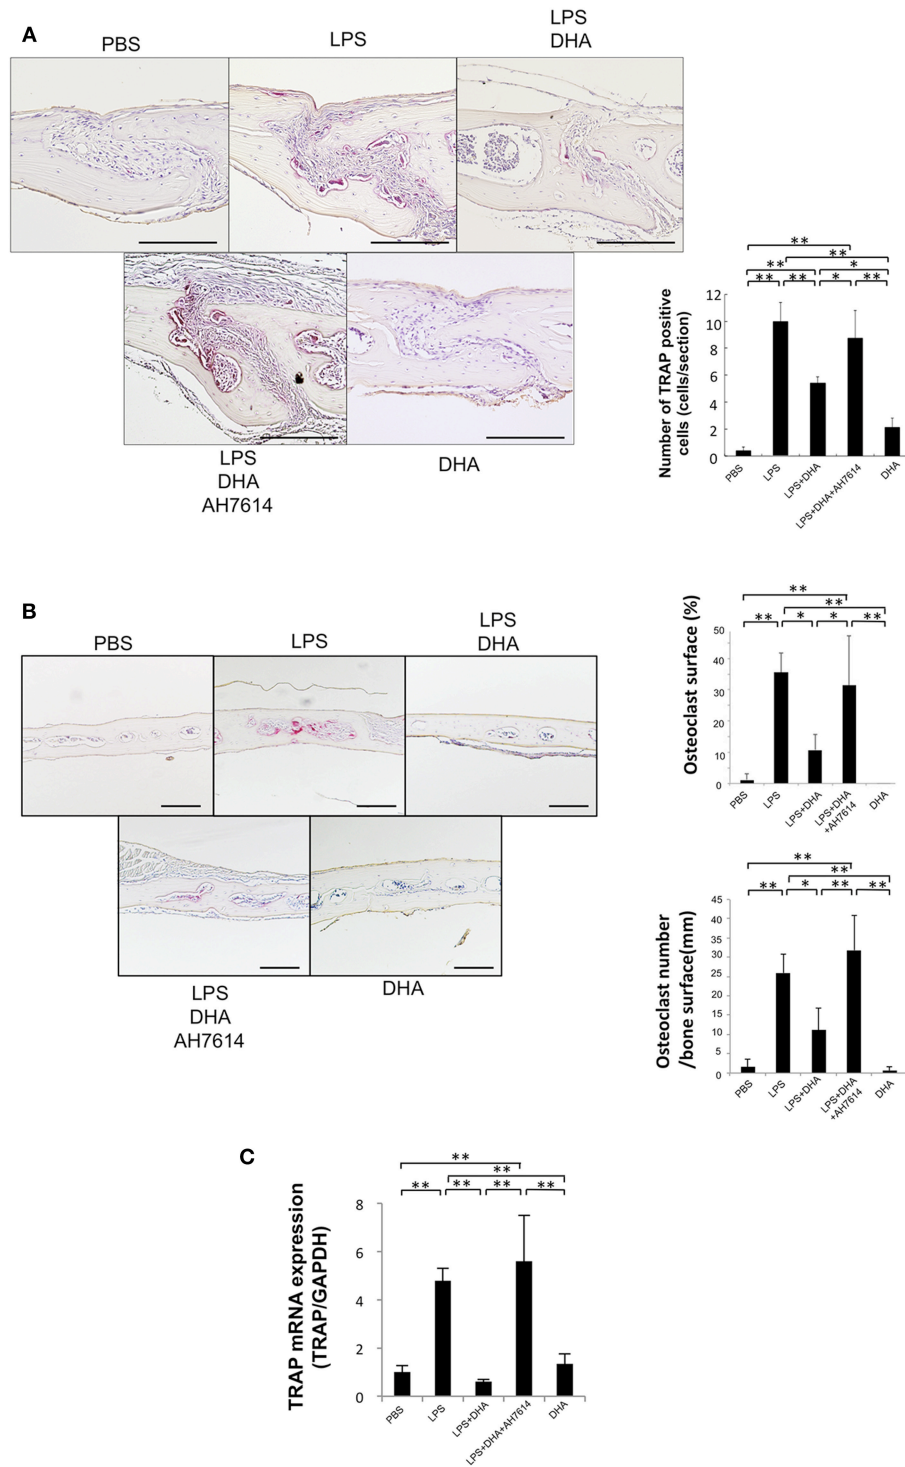 A
PBS
LPS
LPS
DHA
LPS
DHA
AH7614
DHA
**
**
** *
** ** * **
Number of TRAP positive
cells (cells/section)
12
10
8
6
4
2
0
PBS
LPS
LPS+DHA
LPS+DHA+AH7614
DHA
B
PBS
LPS
LPS
DHA
LPS
DHA
AH7614
DHA
**
**
** * * **
Osteoclast surface (%)
50
40
30
20
10
0
PBS
LPS
LPS+DHA
LPS+DHA
+AH7614
DHA
**
**
** * ** **
Osteoclast number
/bone surface(mm)
45
40
35
30
25
20
15
10
5
0
PBS
LPS
LPS+DHA
LPS+DHA
+AH7614
DHA
C
**
**
** ** ** **
TRAP mRNA expression
(TRAP/GAPDH)
8
6
4
2
0
PBS
LPS
LPS+DHA
LPS+DHA+AH7614
DHA